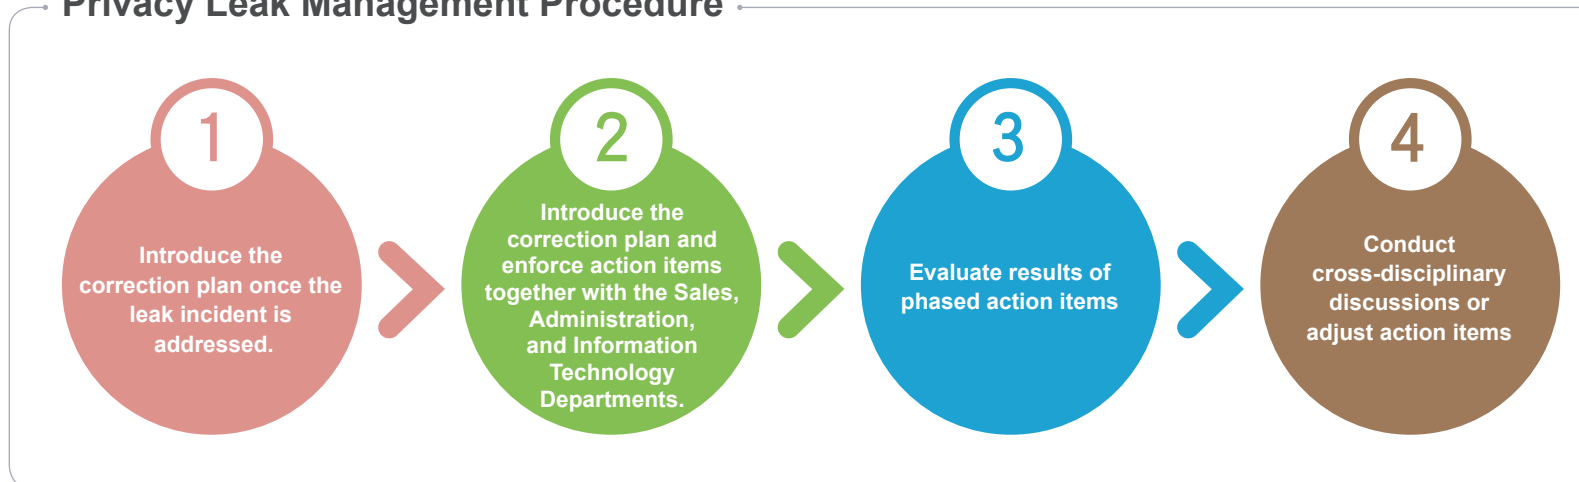 Privacy Leak Management Procedure
1
Introduce the
correction plan once the
leak incident is
addressed.
2
Introduce the
correction plan and
enforce action items
together with the Sales,
Administration,
and Information
Technology
Departments.
3
Evaluate results of
phased action items
4
Conduct
cross-disciplinary
discussions or
adjust action items